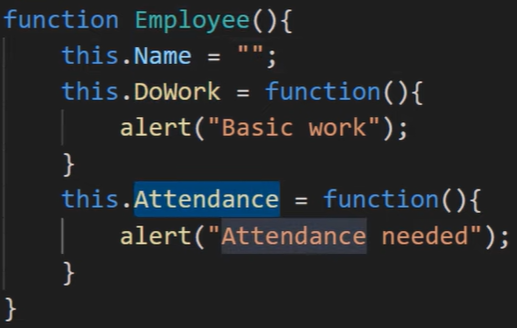 function Employee(){
    this.Name = "";
    this.DoWork = function(){
        alert("Basic work");
    }
    this.Attendance = function(){
        alert("Attendance needed");
    }
}